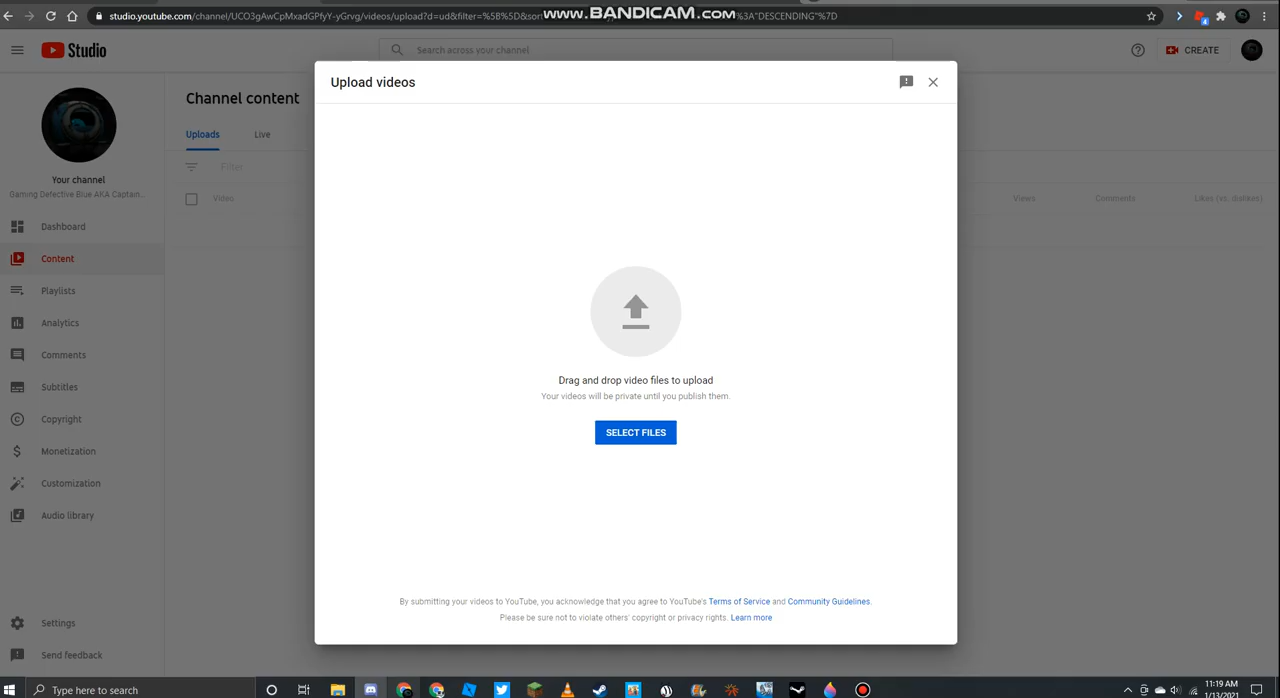 studio.youtube.com/channel/UCO3gAwCpMxadGPfyY-yGrvg/videos/upload?d=ud&filter=%5B%5D&sor
www.BANDICAM.com
%3A"DESCENDING"%7D
Studio
Search across your channel
CREATE
Upload videos
Channel content
Uploads
Live
Filter
Video
Views
Comments
Likes (vs. dislikes)
Your channel
Gaming Defective Blue AKA Captain...
Dashboard
Content
Playlists
Analytics
Comments
Subtitles
Copyright
Monetization
Customization
Audio library
Settings
Send feedback
Drag and drop video files to upload
Your videos will be private until you publish them.
SELECT FILES
By submitting your videos to YouTube, you acknowledge that you agree to YouTube's Terms of Service and Community Guidelines.
Please be sure not to violate others' copyright or privacy rights. Learn more
Type here to search
11:19 AM
1/13/2021